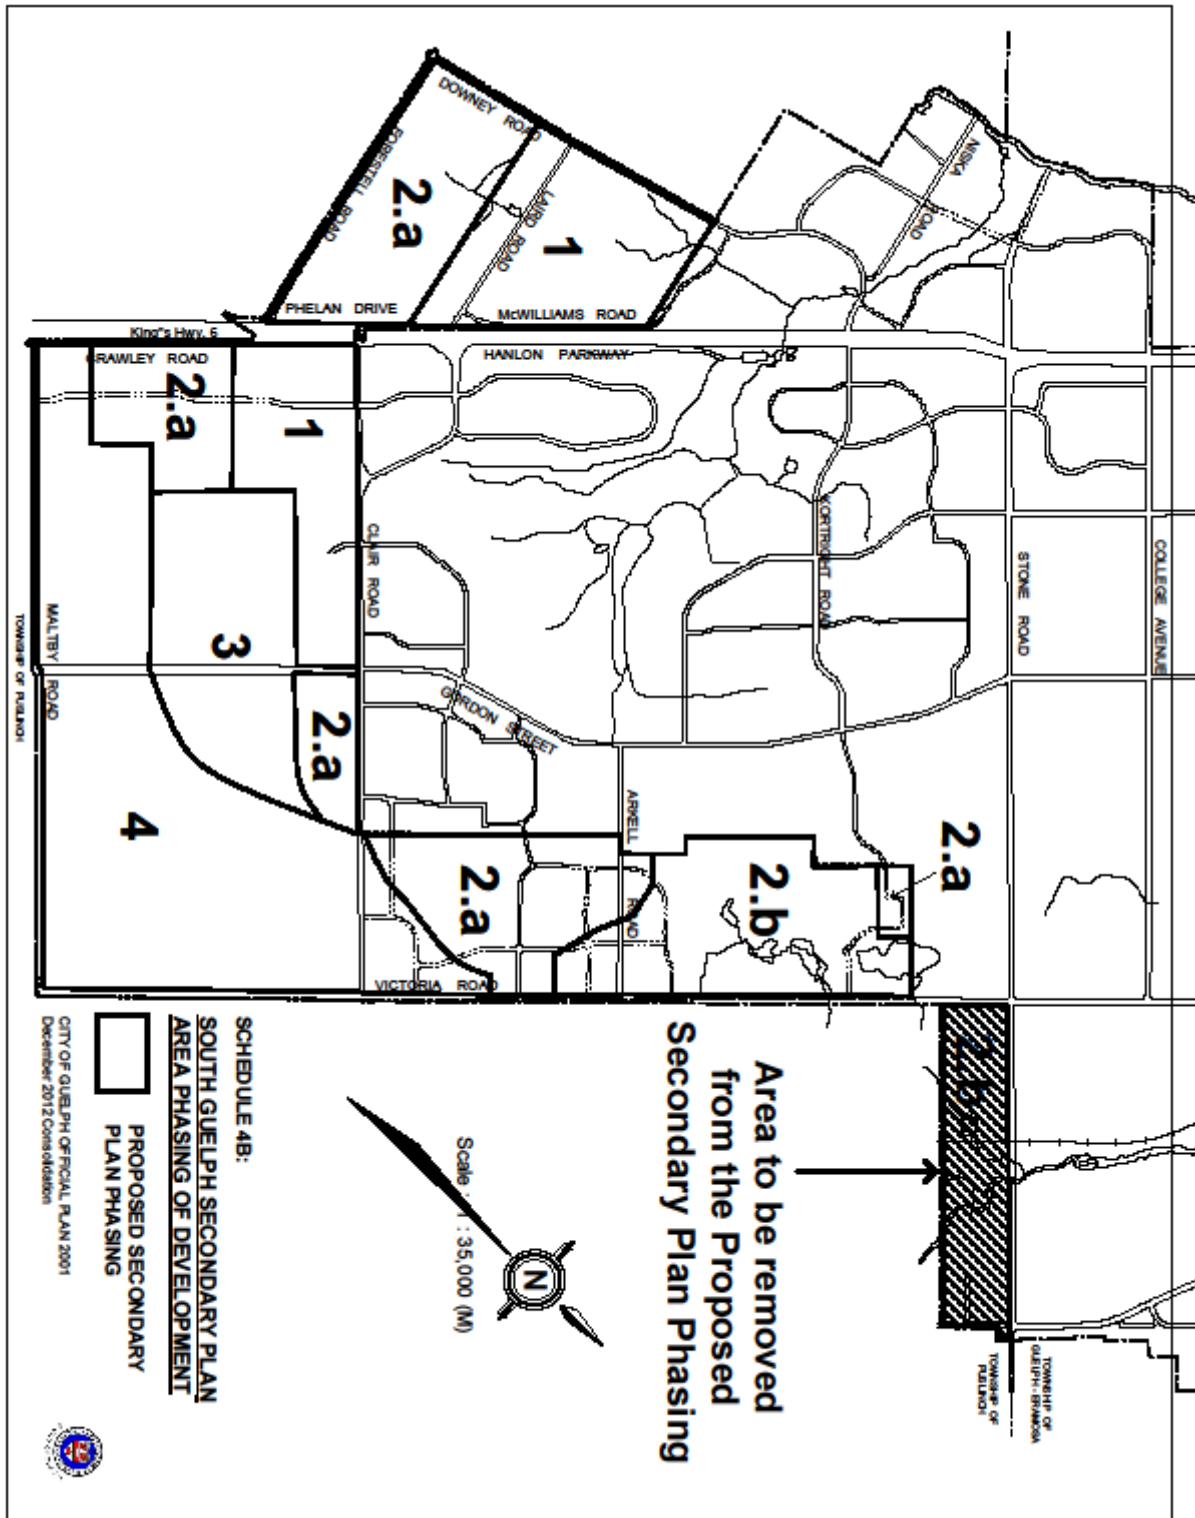 DOWNEY ROAD
FORESTELL ROAD
2.a
LAIRD ROAD
1
PHELAN DRIVE
McWILLIAMS ROAD
NISKA ROAD
King"s Hwy. 6
CRAWLEY ROAD
HANLON PARKWAY
2.a
1
CLAIR ROAD
KORTRIGHT ROAD
STONE ROAD
COLLEGE AVENUE
MALTBY ROAD
TOWNSHIP OF PUSLINCH
3
2.a
GORDON STREET
4
ARKELL ROAD
2.a
2.b
2.a
VICTORIA ROAD
2.b
Area to be removed
from the Proposed
Secondary Plan Phasing
TOWNSHIP OF
GUELPH - ERAMOSA
TOWNSHIP OF
PUSLINCH
N
Scale 1 : 35,000 (M)
SCHEDULE 4B:
SOUTH GUELPH SECONDARY PLAN
AREA PHASING OF DEVELOPMENT
PROPOSED SECONDARY
PLAN PHASING
CITY OF GUELPH OFFICIAL PLAN 2001
December 2012 Consolidation